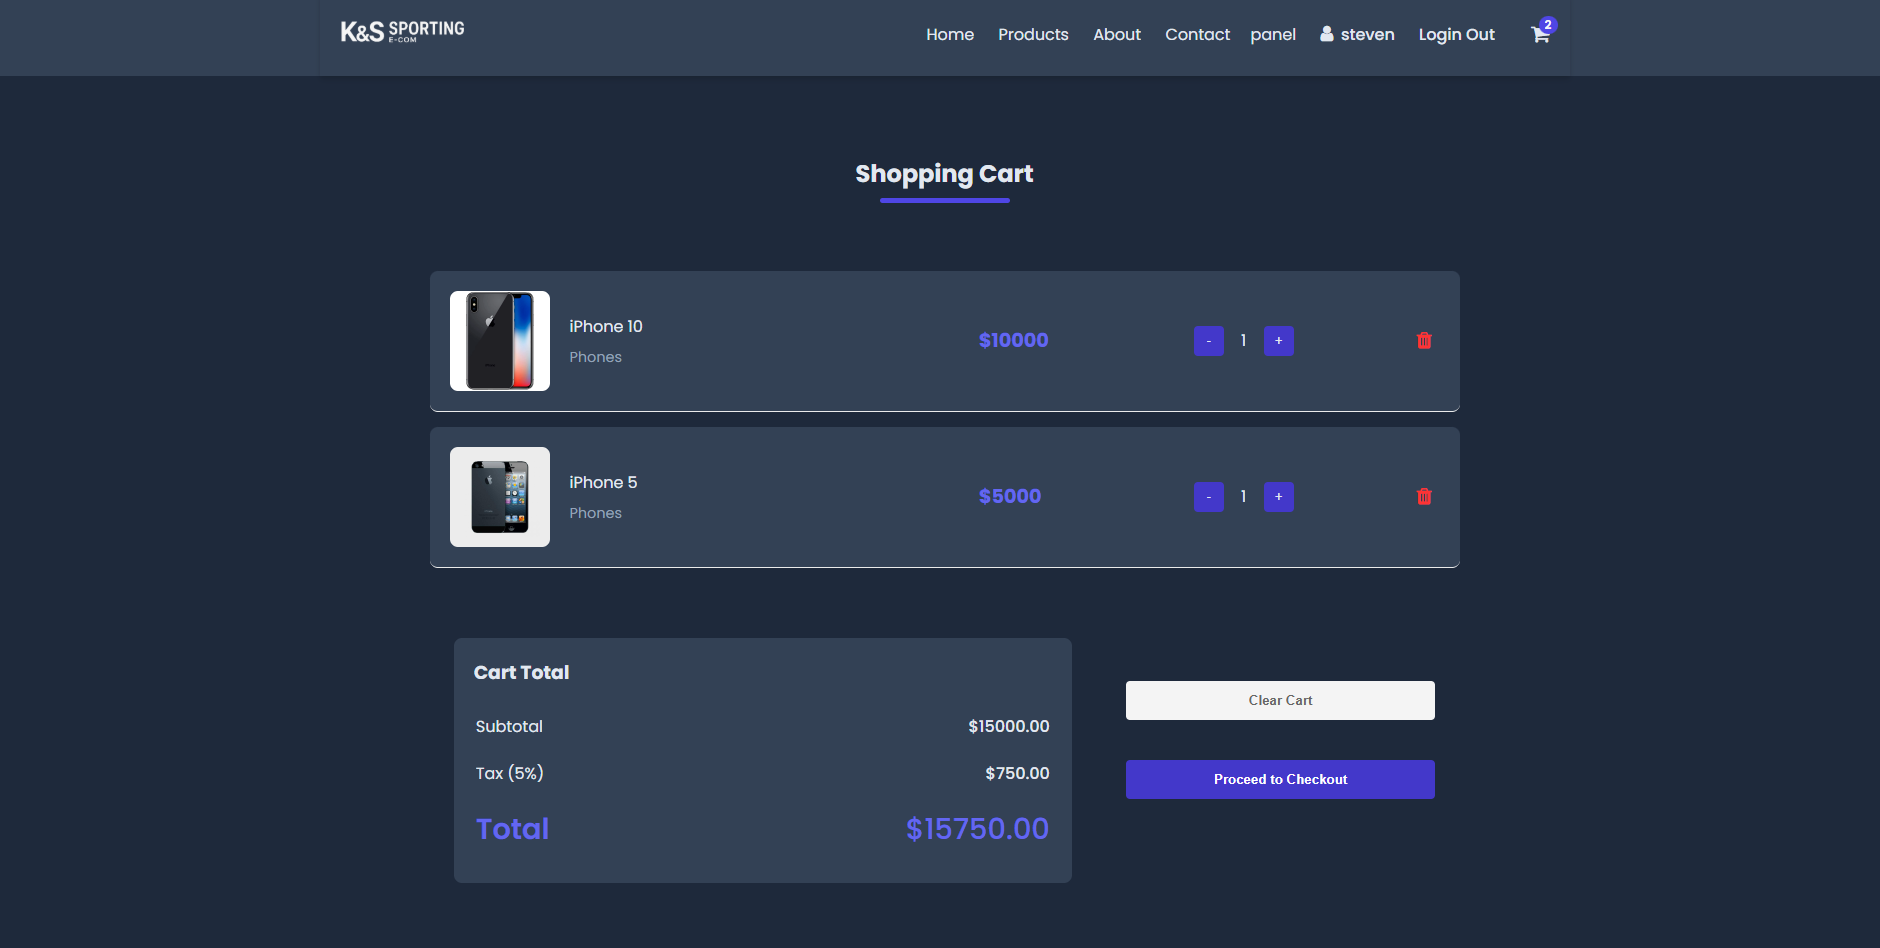 K&S SPORTING
E-COM
Home Products About Contact panel steven Login Out 2
Shopping Cart
iPhone 10
Phones
$10000
- 1 +
iPhone 5
Phones
$5000
- 1 +
Cart Total
Subtotal $15000.00
Tax (5%) $750.00
Total $15750.00
Clear Cart
Proceed to Checkout